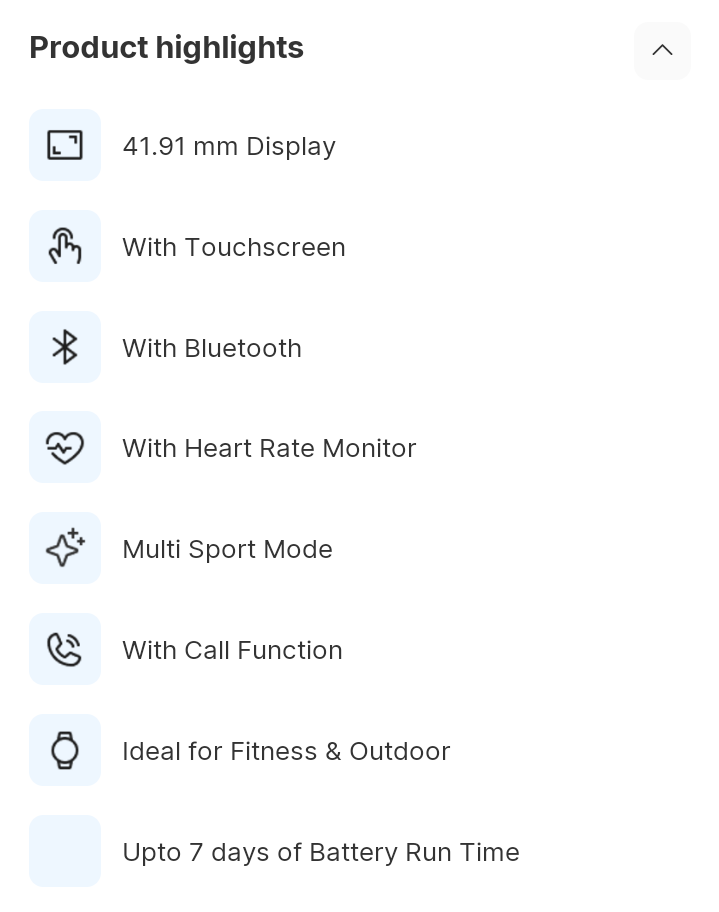 Product highlights
41.91 mm Display
With Touchscreen
With Bluetooth
With Heart Rate Monitor
Multi Sport Mode
With Call Function
Ideal for Fitness & Outdoor
Upto 7 days of Battery Run Time